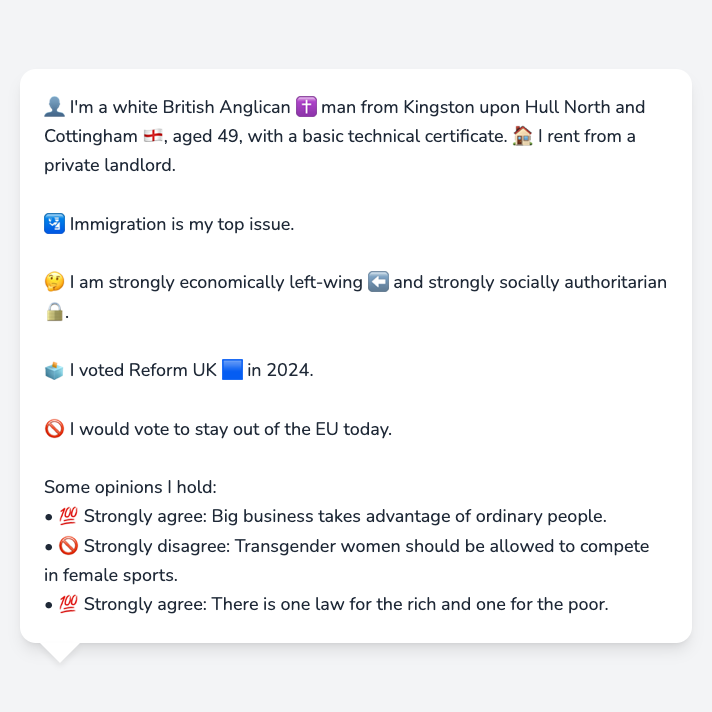 👤 I'm a white British Anglican ✝️ man from Kingston upon Hull North and
Cottingham 🏴󠁧󠁢󠁥󠁮󠁧󠁿, aged 49, with a basic technical certificate. 🏠 I rent from a
private landlord.
🛂 Immigration is my top issue.
🤔 I am strongly economically left-wing ⬅️ and strongly socially authoritarian
🔒.
🗳️ I voted Reform UK 🟦 in 2024.
🚫 I would vote to stay out of the EU today.
Some opinions I hold:
• 💯 Strongly agree: Big business takes advantage of ordinary people.
• 🚫 Strongly disagree: Transgender women should be allowed to compete
in female sports.
• 💯 Strongly agree: There is one law for the rich and one for the poor.